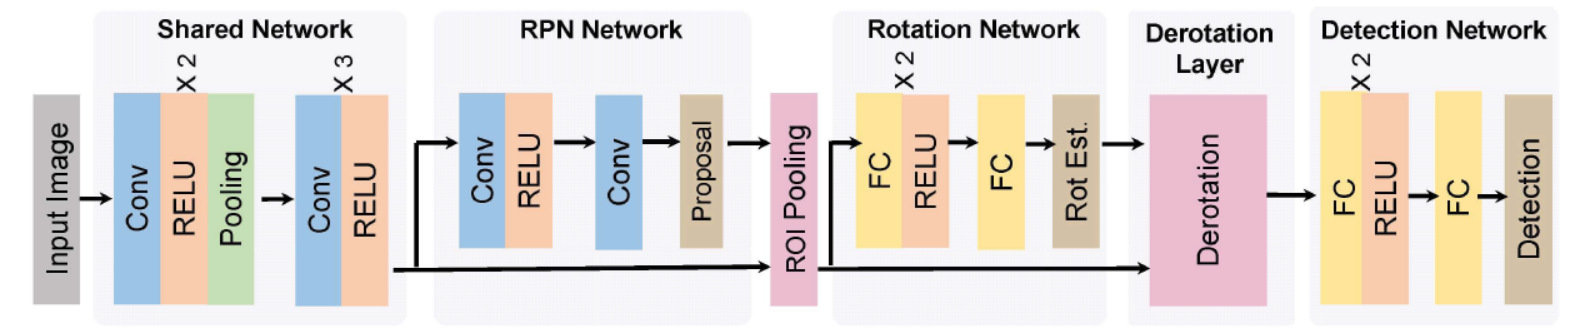 Shared Network
RPN Network
Rotation Network
Derotation
Layer
Detection Network
Input Image
Conv
RELU
X 2
Pooling
Conv
RELU
X 3
Conv
RELU
Conv
Proposal
ROI Pooling
FC
RELU
X 2
FC
Rot Est.
Derotation
FC
RELU
X 2
FC
Detection